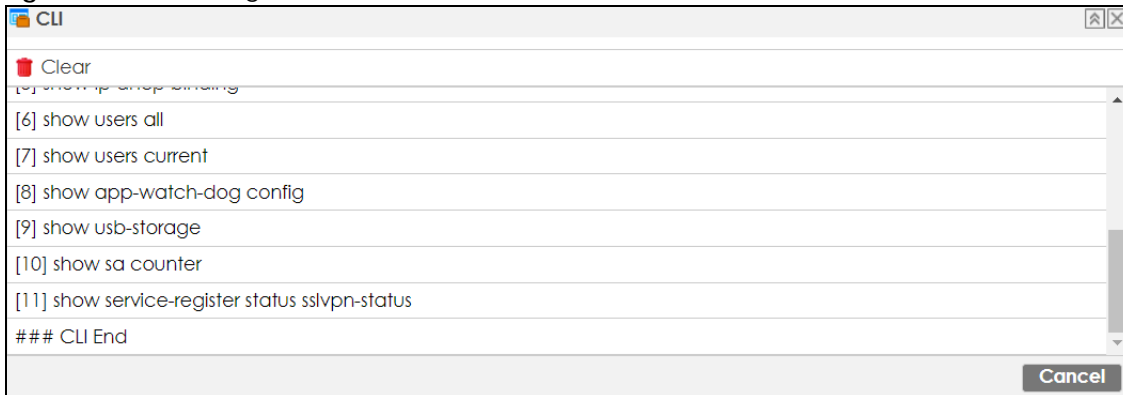 CLI
Clear
[6] show users all
[7] show users current
[8] show app-watch-dog config
[9] show usb-storage
[10] show sa counter
[11] show service-register status sslvpn-status
### CLI End
Cancel